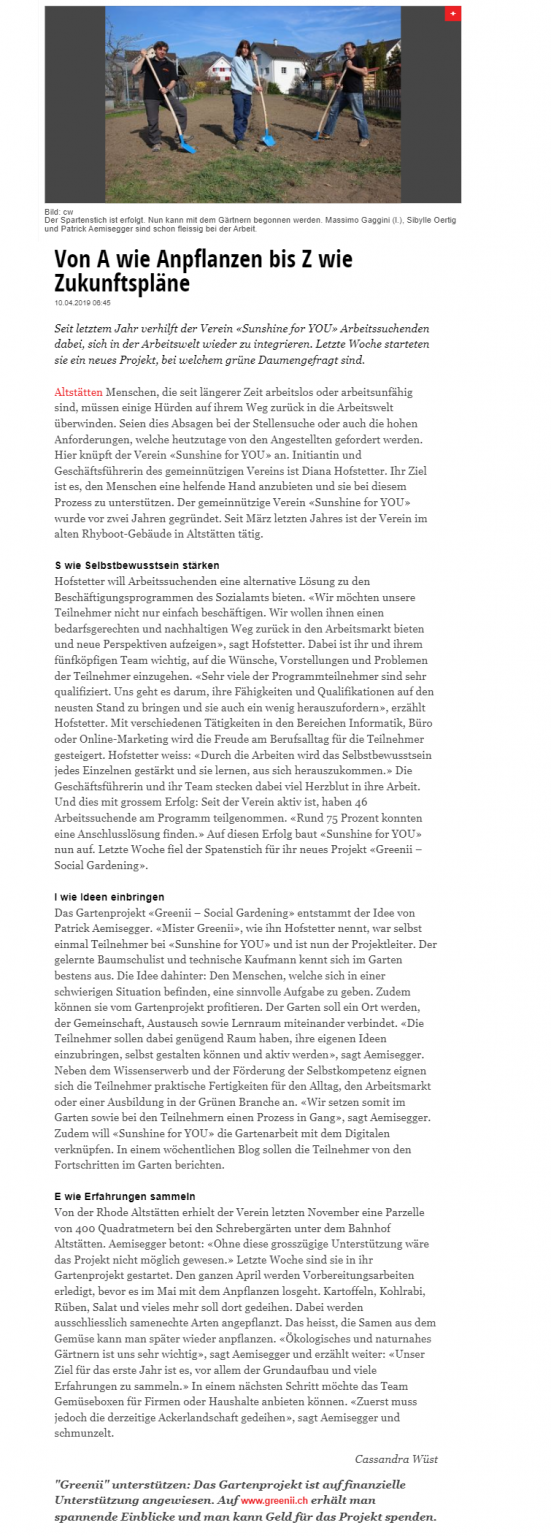 +
Bild: cw
Der Spartenstich ist erfolgt. Nun kann mit dem Gärtnern begonnen werden. Massimo Gaggini (l.), Sibylle Oertig
und Patrick Aemisegger sind schon fleissig bei der Arbeit.
Von A wie Anpflanzen bis Z wie
Zukunftspläne
10.04.2019 06:45
Seit letztem Jahr verhilft der Verein «Sunshine for YOU» Arbeitssuchenden
dabei, sich in der Arbeitswelt wieder zu integrieren. Letzte Woche starteten
sie ein neues Projekt, bei welchem grüne Daumengefragt sind.
Altstätten Menschen, die seit längerer Zeit arbeitslos oder arbeitsunfähig
sind, müssen einige Hürden auf ihrem Weg zurück in die Arbeitswelt
überwinden. Seien dies Absagen bei der Stellensuche oder auch die hohen
Anforderungen, welche heutzutage von den Angestellten gefordert werden.
Hier knüpft der Verein «Sunshine for YOU» an. Initiantin und
Geschäftsführerin des gemeinnützigen Vereins ist Diana Hofstetter. Ihr Ziel
ist es, den Menschen eine helfende Hand anzubieten und sie bei diesem
Prozess zu unterstützen. Der gemeinnützige Verein «Sunshine for YOU»
wurde vor zwei Jahren gegründet. Seit März letzten Jahres ist der Verein im
alten Rhyboot-Gebäude in Altstätten tätig.
S wie Selbstbewusstsein stärken
Hofstetter will Arbeitssuchenden eine alternative Lösung zu den
Beschäftigungsprogrammen des Sozialamts bieten. «Wir möchten unsere
Teilnehmer nicht nur einfach beschäftigen. Wir wollen ihnen einen
bedarfsgerechten und nachhaltigen Weg zurück in den Arbeitsmarkt bieten
und neue Perspektiven aufzeigen», sagt Hofstetter. Dabei ist ihr und ihrem
fünfköpfigen Team wichtig, auf die Wünsche, Vorstellungen und Problemen
der Teilnehmer einzugehen. «Sehr viele der Programmteilnehmer sind sehr
qualifiziert. Uns geht es darum, ihre Fähigkeiten und Qualifikationen auf den
neusten Stand zu bringen und sie auch ein wenig herauszufordern», erzählt
Hofstetter. Mit verschiedenen Tätigkeiten in den Bereichen Informatik, Büro
oder Online-Marketing wird die Freude am Berufsalltag für die Teilnehmer
gesteigert. Hofstetter weiss: «Durch die Arbeiten wird das Selbstbewusstsein
jedes Einzelnen gestärkt und sie lernen, aus sich herauszukommen.» Die
Geschäftsführerin und ihr Team stecken dabei viel Herzblut in ihre Arbeit.
Und dies mit grossem Erfolg: Seit der Verein aktiv ist, haben 46
Arbeitssuchende am Programm teilgenommen. «Rund 75 Prozent konnten
eine Anschlusslösung finden.» Auf diesen Erfolg baut «Sunshine for YOU»
nun auf. Letzte Woche fiel der Spatenstich für ihr neues Projekt «Greenii –
Social Gardening».
I wie Ideen einbringen
Das Gartenprojekt «Greenii – Social Gardening» entstammt der Idee von
Patrick Aemisegger. «Mister Greenii», wie ihn Hofstetter nennt, war selbst
einmal Teilnehmer bei «Sunshine for YOU» und ist nun der Projektleiter. Der
gelernte Baumschulist und technische Kaufmann kennt sich im Garten
bestens aus. Die Idee dahinter: Den Menschen, welche sich in einer
schwierigen Situation befinden, eine sinnvolle Aufgabe zu geben. Zudem
können sie vom Gartenprojekt profitieren. Der Garten soll ein Ort werden,
der Gemeinschaft, Austausch sowie Lernraum miteinander verbindet. «Die
Teilnehmer sollen dabei genügend Raum haben, ihre eigenen Ideen
einzubringen, selbst gestalten können und aktiv werden», sagt Aemisegger.
Neben dem Wissenserwerb und der Förderung der Selbstkompetenz eignen
sich die Teilnehmer praktische Fertigkeiten für den Alltag, den Arbeitsmarkt
oder einer Ausbildung in der Grünen Branche an. «Wir setzen somit im
Garten sowie bei den Teilnehmern einen Prozess in Gang», sagt Aemisegger.
Zudem will «Sunshine for YOU» die Gartenarbeit mit dem Digitalen
verknüpfen. In einem wöchentlichen Blog sollen die Teilnehmer von den
Fortschritten im Garten berichten.
E wie Erfahrungen sammeln
Von der Rhode Altstätten erhielt der Verein letzten November eine Parzelle
von 400 Quadratmetern bei den Schrebergärten unter dem Bahnhof
Altstätten. Aemisegger betont: «Ohne diese grosszügige Unterstützung wäre
das Projekt nicht möglich gewesen.» Letzte Woche sind sie in ihr
Gartenprojekt gestartet. Den ganzen April werden Vorbereitungsarbeiten
erledigt, bevor es im Mai mit dem Anpflanzen losgeht. Kartoffeln, Kohlrabi,
Rüben, Salat und vieles mehr soll dort gedeihen. Dabei werden
ausschliesslich samenechte Arten angepflanzt. Das heisst, die Samen aus dem
Gemüse kann man später wieder anpflanzen. «Ökologisches und naturnahes
Gärtnern ist uns sehr wichtig», sagt Aemisegger und erzählt weiter: «Unser
Ziel für das erste Jahr ist es, vor allem der Grundaufbau und viele
Erfahrungen zu sammeln.» In einem nächsten Schritt möchte das Team
Gemüseboxen für Firmen oder Haushalte anbieten können. «Zuerst muss
jedoch die derzeitige Ackerlandschaft gedeihen», sagt Aemisegger und
schmunzelt.
Cassandra Wüst
"Greenii" unterstützen: Das Gartenprojekt ist auf finanzielle
Unterstützung angewiesen. Auf www.greenii.ch erhält man
spannende Einblicke und man kann Geld für das Projekt spenden.